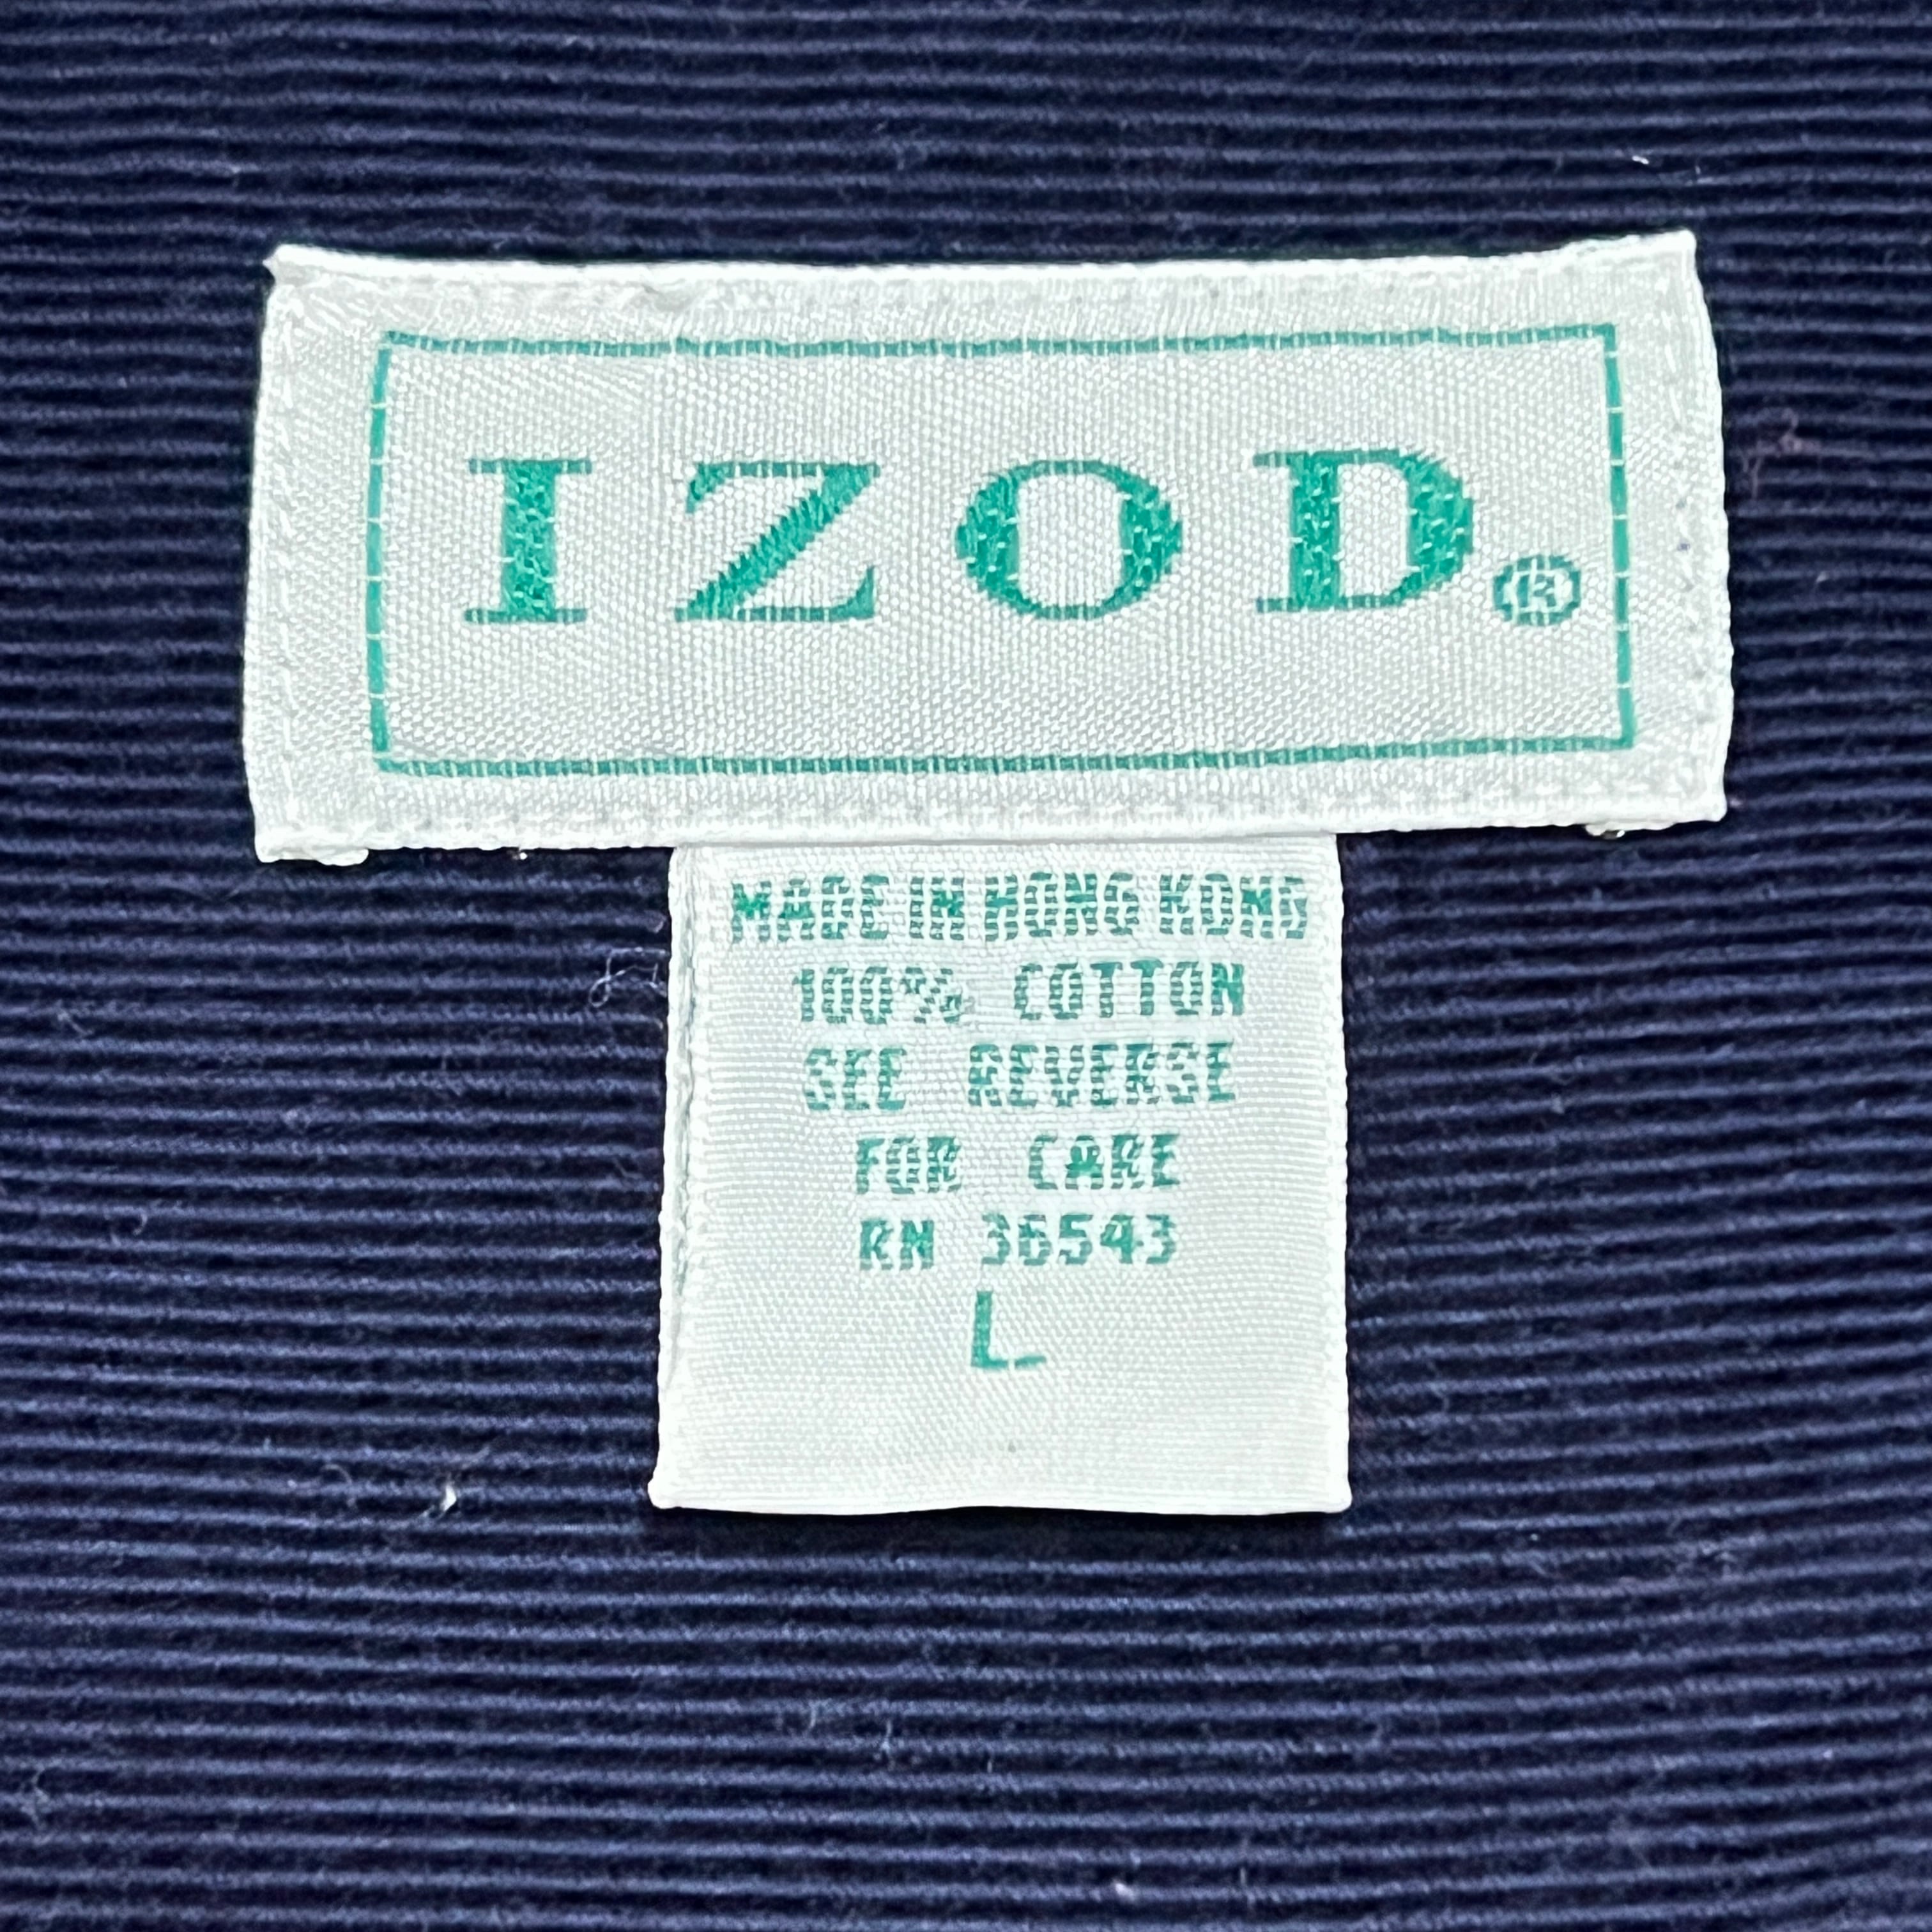 IZOD®
MADE IN HONG KONG
100% COTTON
SEE REVERSE
FOR CARE
RN 36543
L